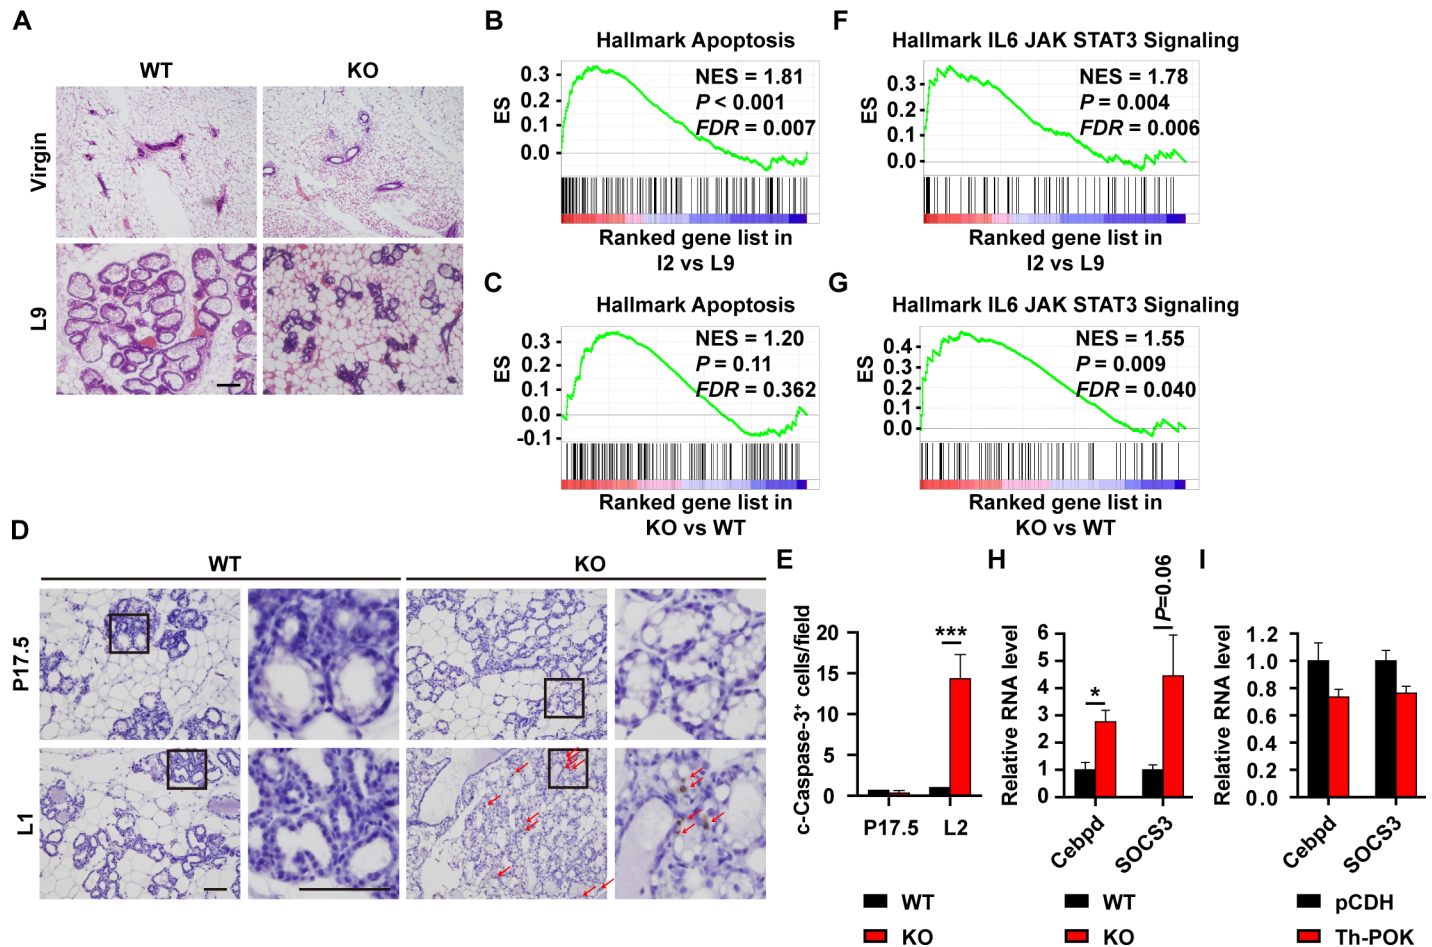 A
WT
KO
Virgin
L9
B
Hallmark Apoptosis
ES
0.3
0.2
0.1
0.0
NES = 1.81
P < 0.001
FDR = 0.007
Ranked gene list in
I2 vs L9
F
Hallmark IL6 JAK STAT3 Signaling
ES
0.3
0.2
0.1
0.0
NES = 1.78
P = 0.004
FDR = 0.006
Ranked gene list in
I2 vs L9
C
Hallmark Apoptosis
ES
0.3
0.2
0.1
0.0
-0.1
NES = 1.20
P = 0.11
FDR = 0.362
Ranked gene list in
KO vs WT
G
Hallmark IL6 JAK STAT3 Signaling
ES
0.4
0.3
0.2
0.1
0.0
NES = 1.55
P = 0.009
FDR = 0.040
Ranked gene list in
KO vs WT
D
WT
KO
P17.5
L1
E
c-Caspase-3⁺ cells/field
20
15
10
5
0
***
P17.5
L2
WT
KO
H
Relative RNA level
6
5
4
3
2
1
0
*
P=0.06
Cebpd
SOCS3
WT
KO
I
Relative RNA level
1.2
1.0
0.8
0.6
0.4
0.2
0.0
Cebpd
SOCS3
pCDH
Th-POK